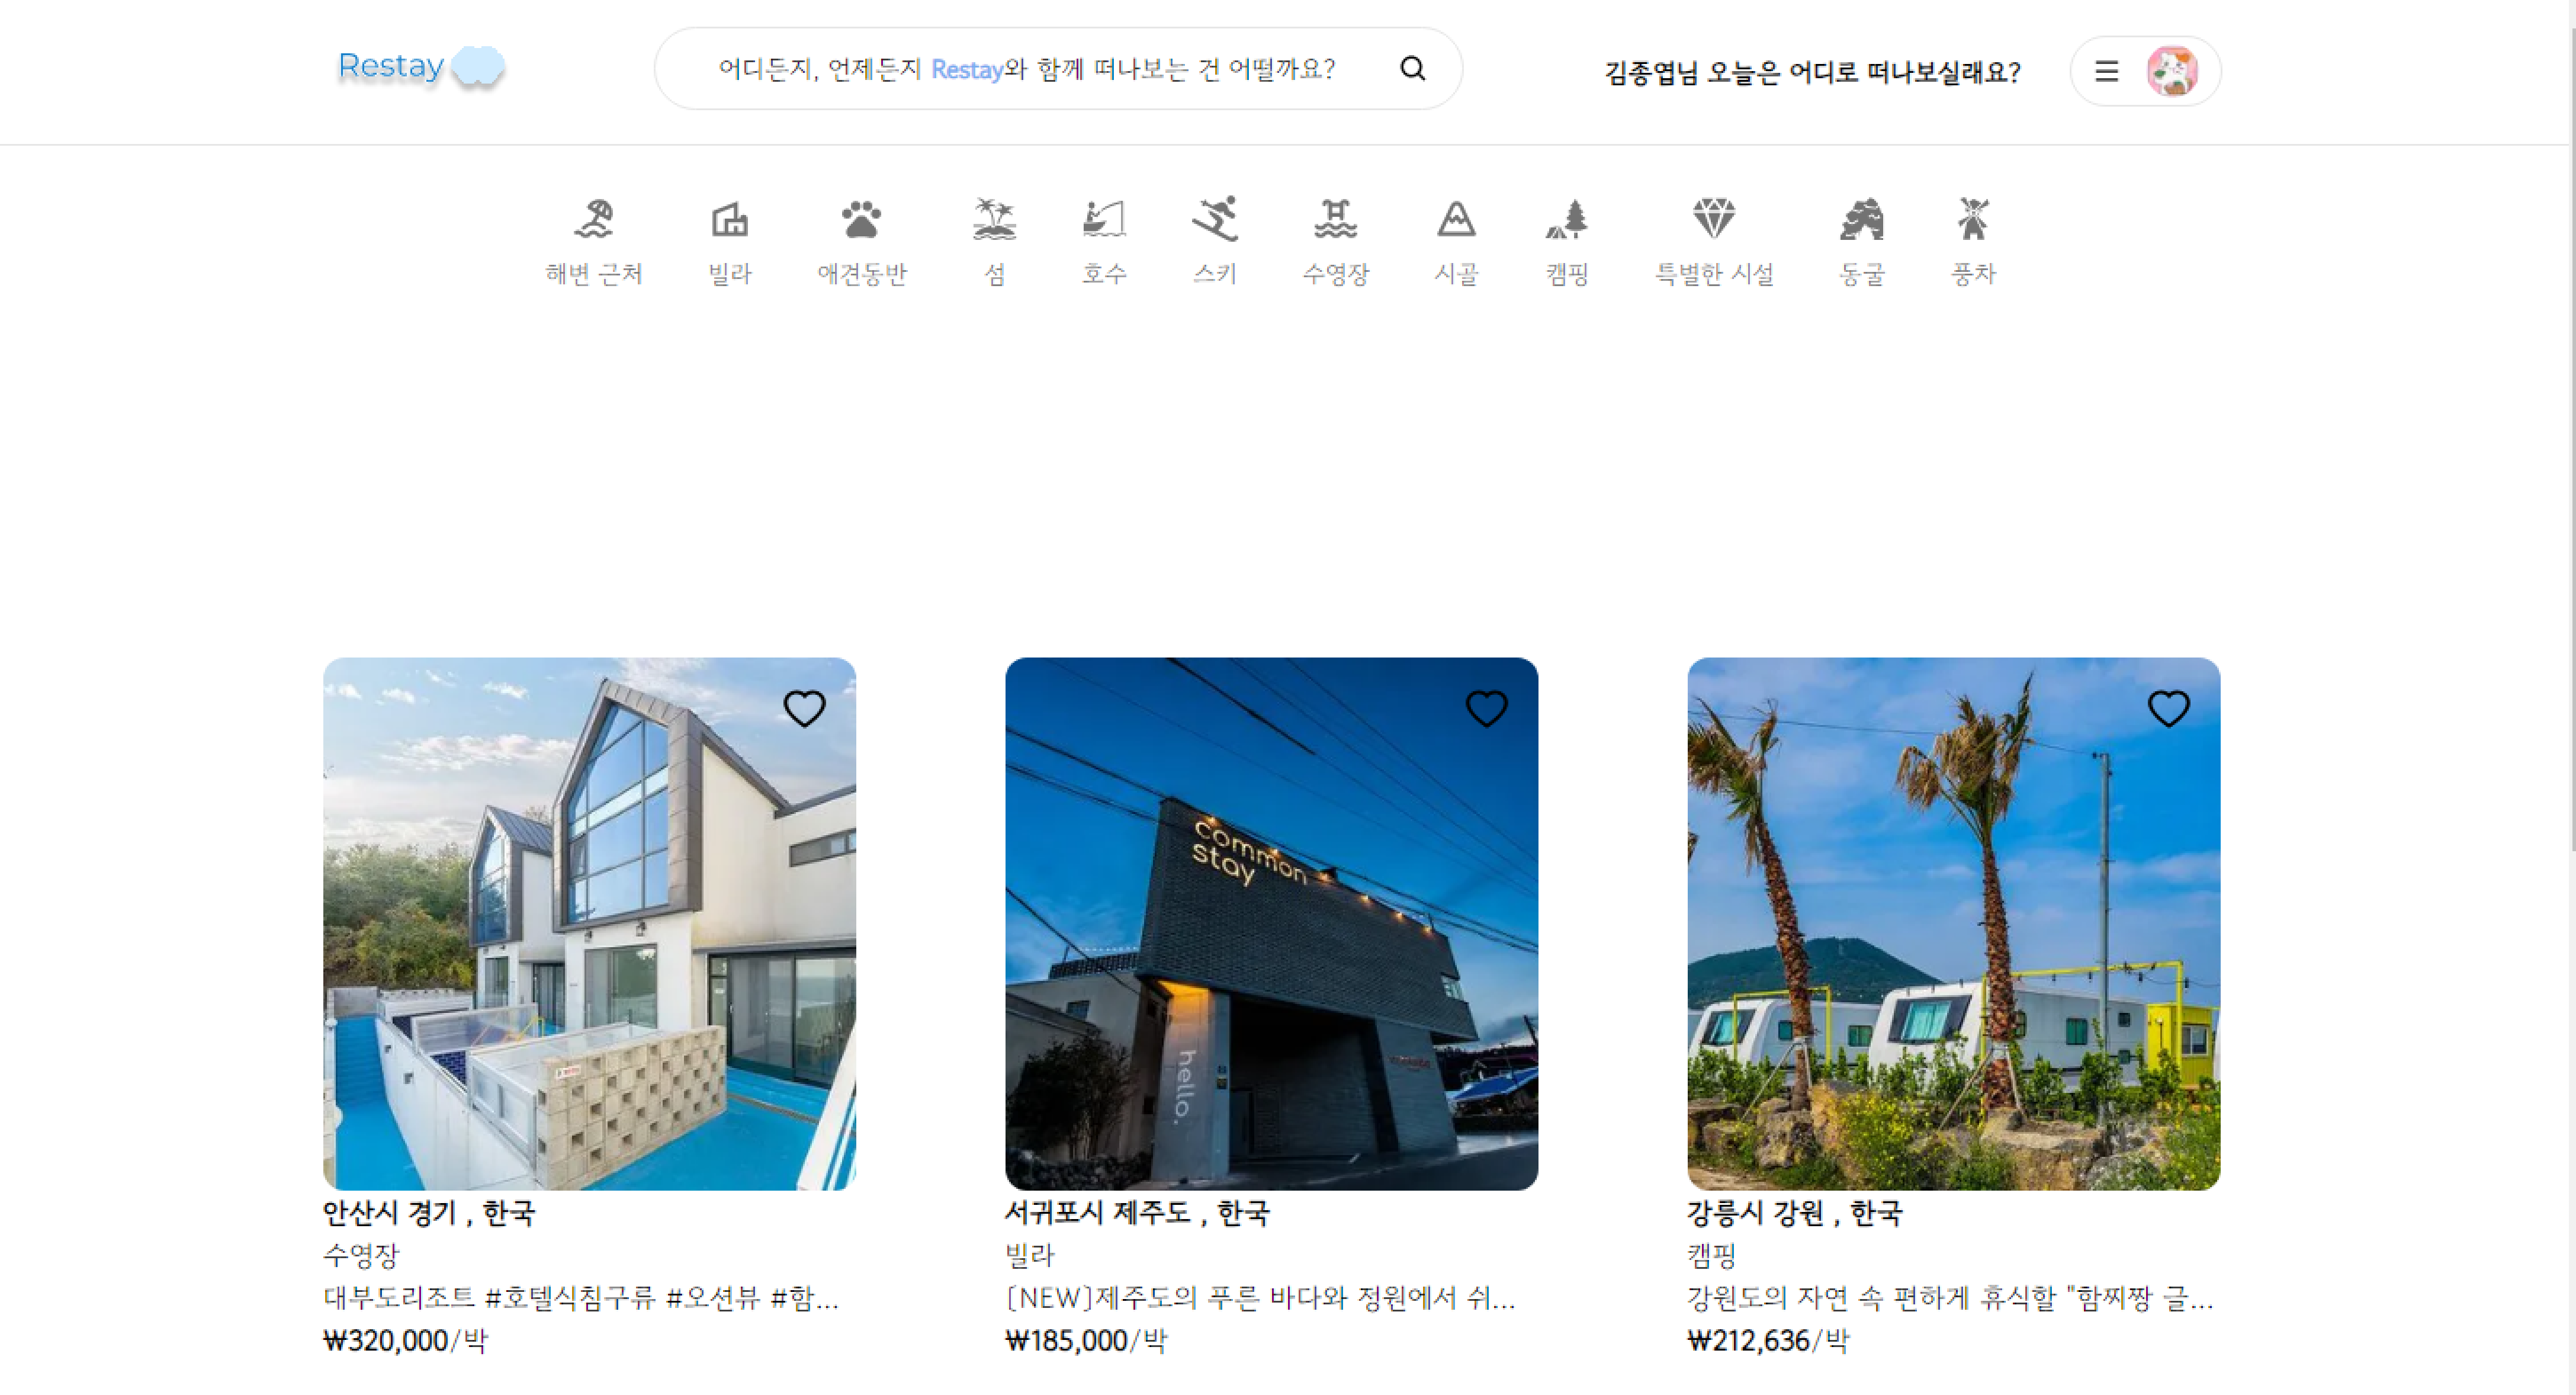 Restay
어디든지, 언제든지 Restay와 함께 떠나보는 건 어떨까요?
김종엽님 오늘은 어디로 떠나보실래요?
해변 근처
빌라
애견동반
섬
호수
스키
수영장
시골
캠핑
특별한 시설
동굴
풍차
common
stay
hello.
안산시 경기 , 한국
수영장
대부도리조트 #호텔식침구류 #오션뷰 #함...
₩320,000/박
서귀포시 제주도 , 한국
빌라
[NEW]제주도의 푸른 바다와 정원에서 쉬...
₩185,000/박
강릉시 강원 , 한국
캠핑
강원도의 자연 속 편하게 휴식할 "함찌짱 글...
₩212,636/박